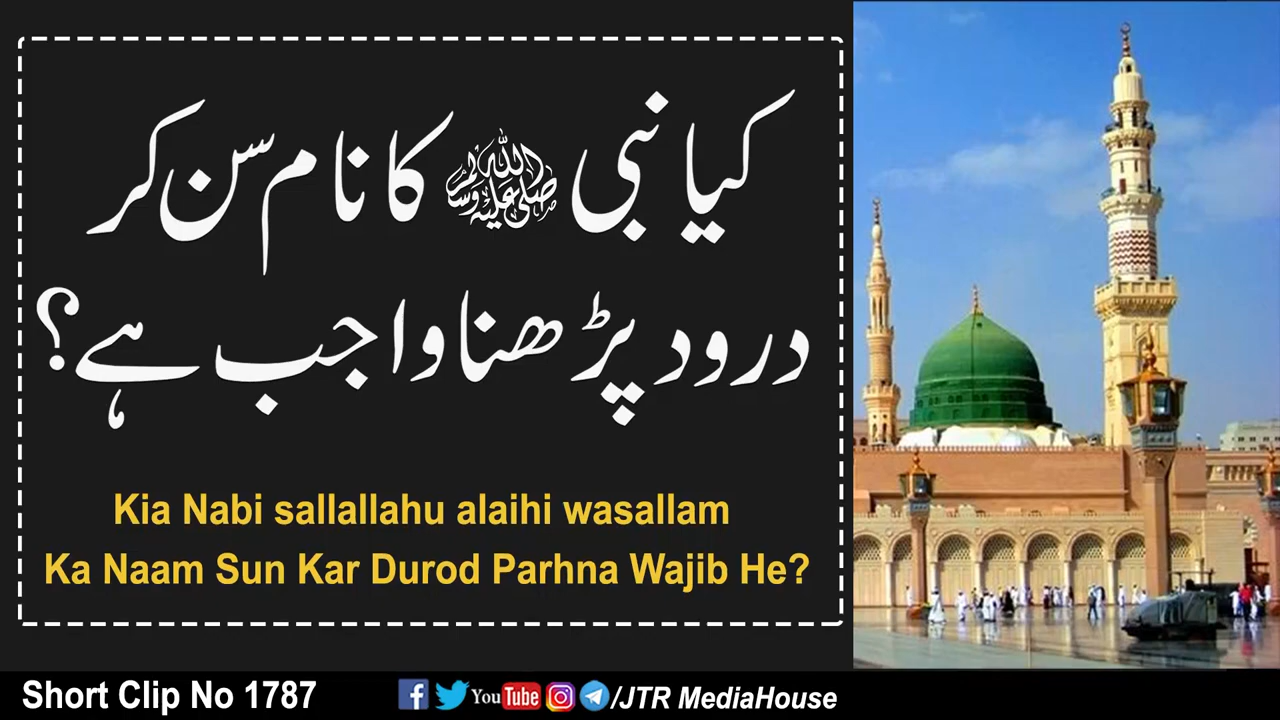 کیا نبی ﷺ کا نام سن کر
درود پڑھنا واجب ہے؟
Kia Nabi sallallahu alaihi wasallam
Ka Naam Sun Kar Durod Parhna Wajib He?
Short Clip No 1787
YouTube /JTR MediaHouse